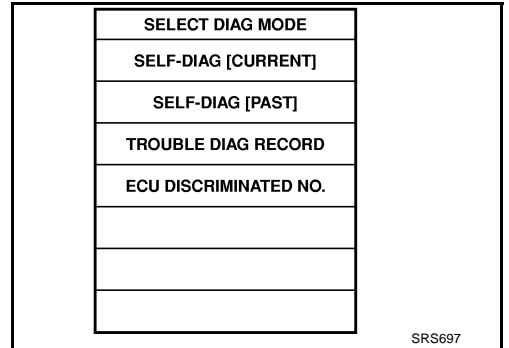 SELECT DIAG MODE
SELF-DIAG [CURRENT]
SELF-DIAG [PAST]
TROUBLE DIAG RECORD
ECU DISCRIMINATED NO.
SRS697